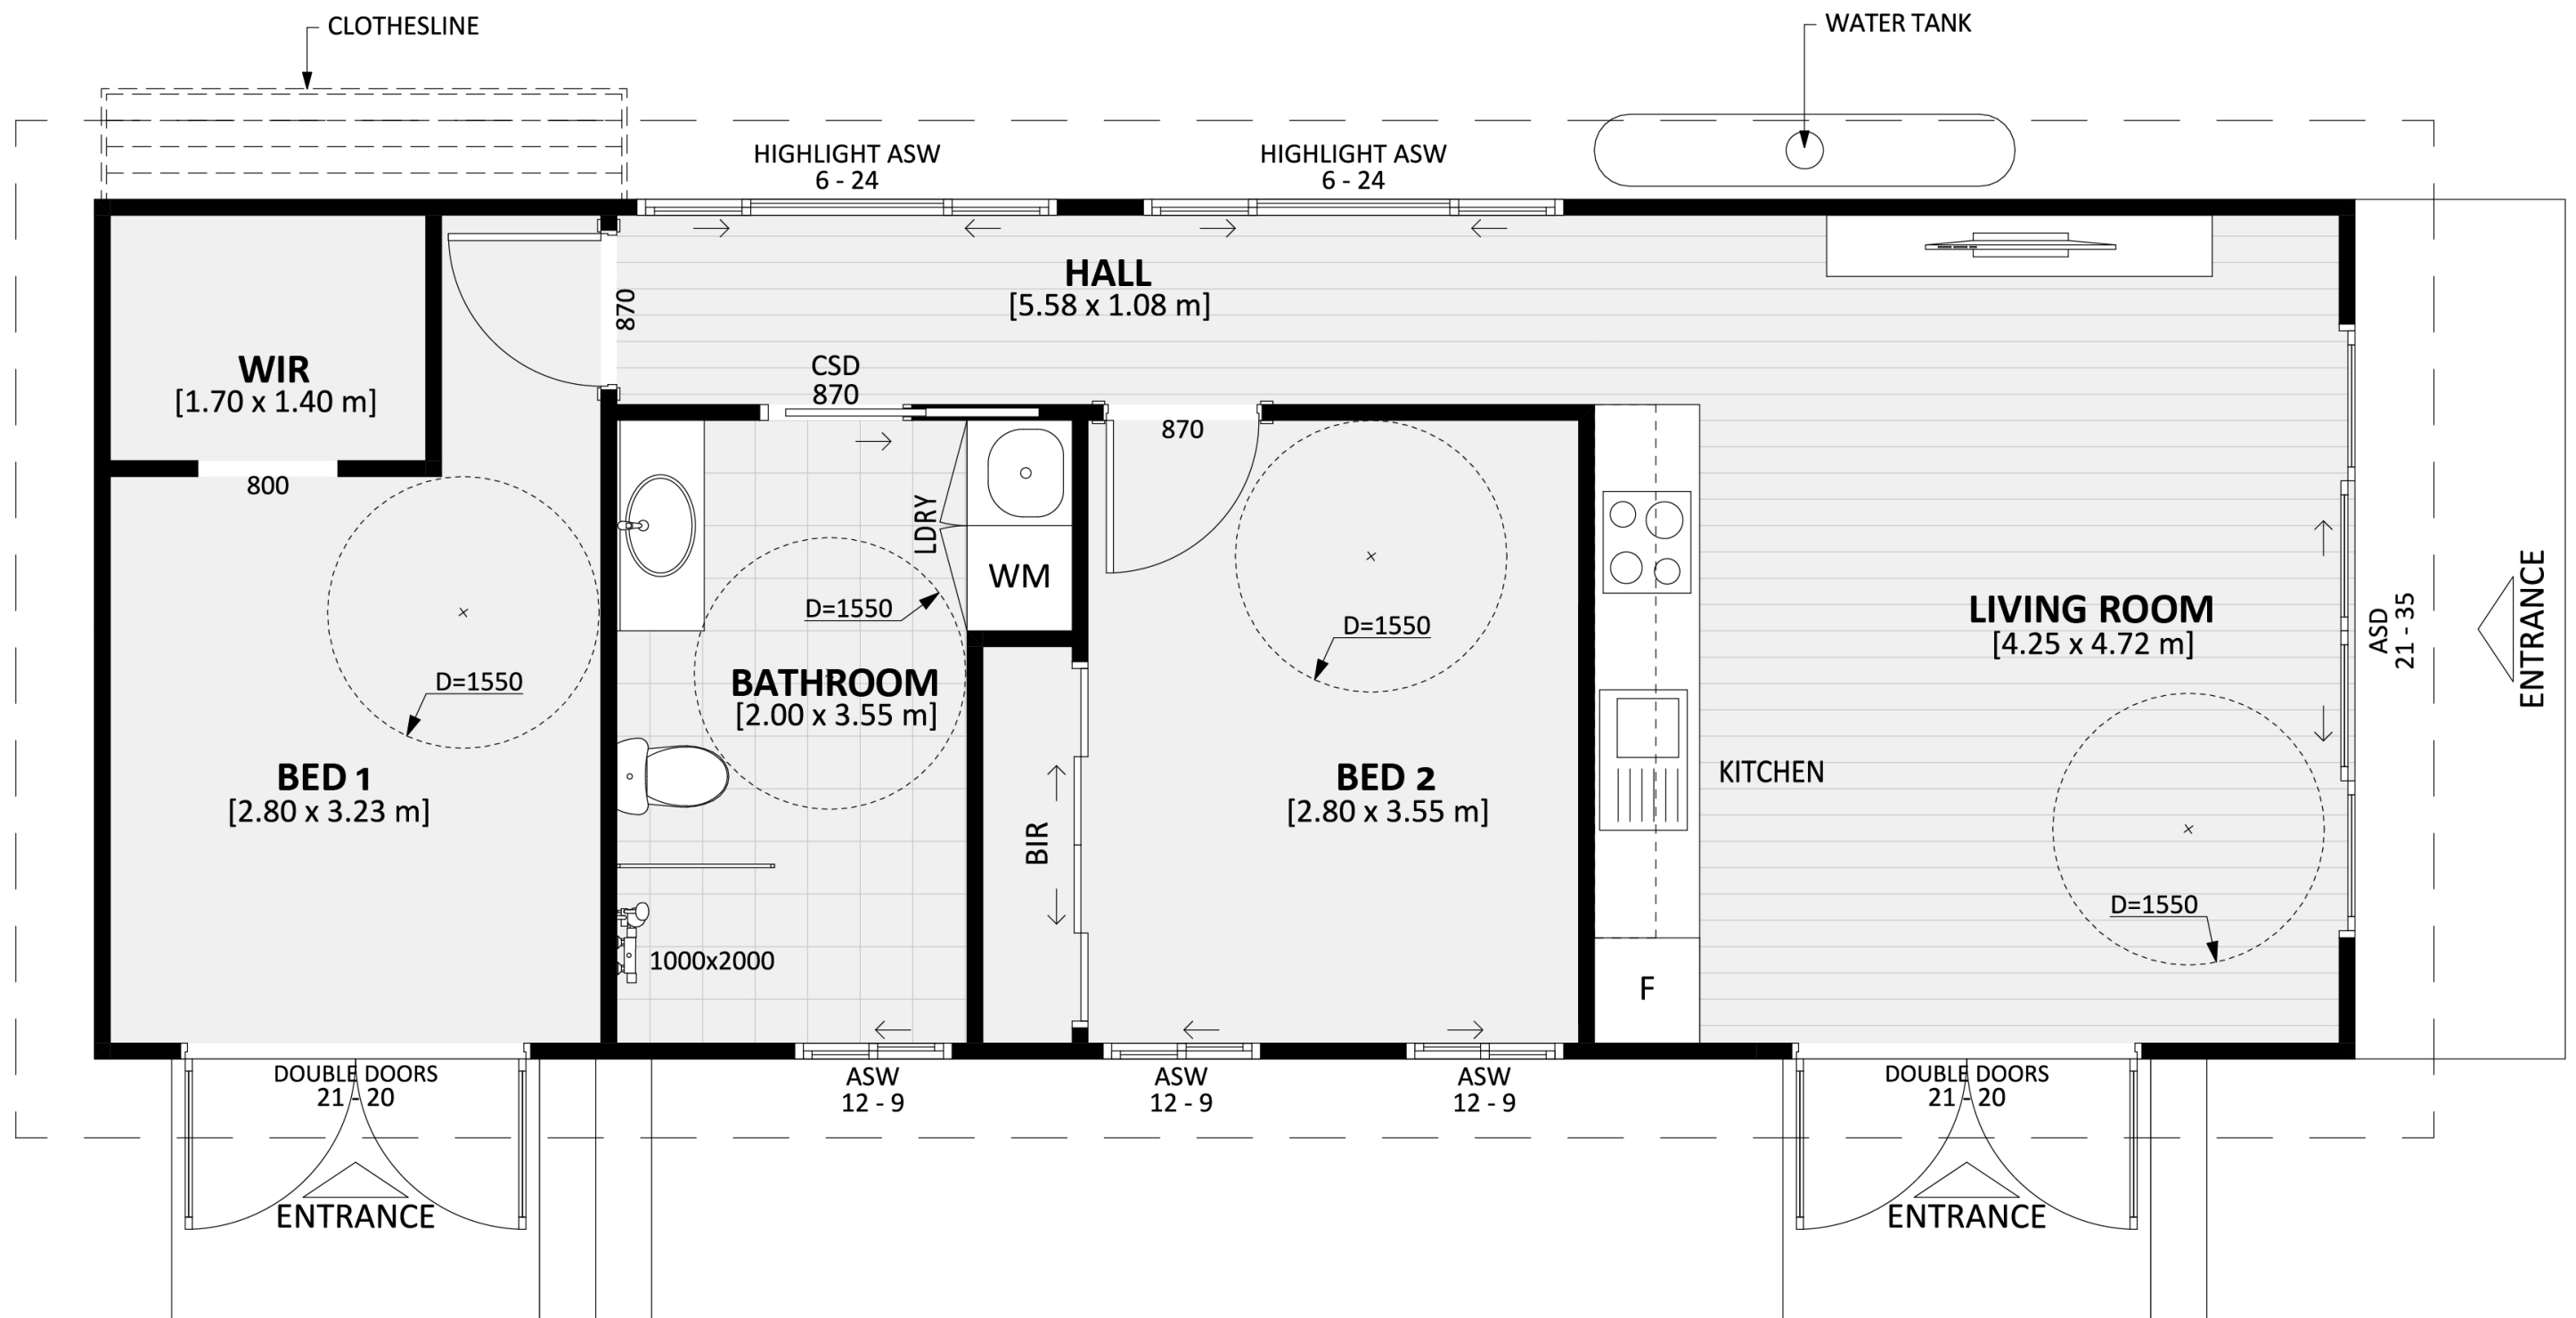 CLOTHESLINE
WATER TANK
HIGHLIGHT ASW
6 - 24
HIGHLIGHT ASW
6 - 24
HALL
[5.58 x 1.08 m]
870
WIR
[1.70 x 1.40 m]
CSD
870
870
800
LDRY
WM
D=1550
D=1550
D=1550
BATHROOM
[2.00 x 3.55 m]
LIVING ROOM
[4.25 x 4.72 m]
ASD
21 - 35
ENTRANCE
BED 1
[2.80 x 3.23 m]
BED 2
[2.80 x 3.55 m]
KITCHEN
BIR
D=1550
1000x2000
F
DOUBLE DOORS
21 - 20
ASW
12 - 9
ASW
12 - 9
ASW
12 - 9
DOUBLE DOORS
21 - 20
ENTRANCE
ENTRANCE